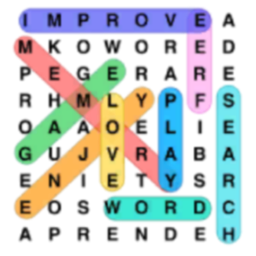 I M P R O V E A
M K O W O R E D
P E G E R A R E
R H M L Y P F S
O A A O E L I E
G U J V R A B A
E N I E T Y S R
E O S W O R D C
A P R E N D E H